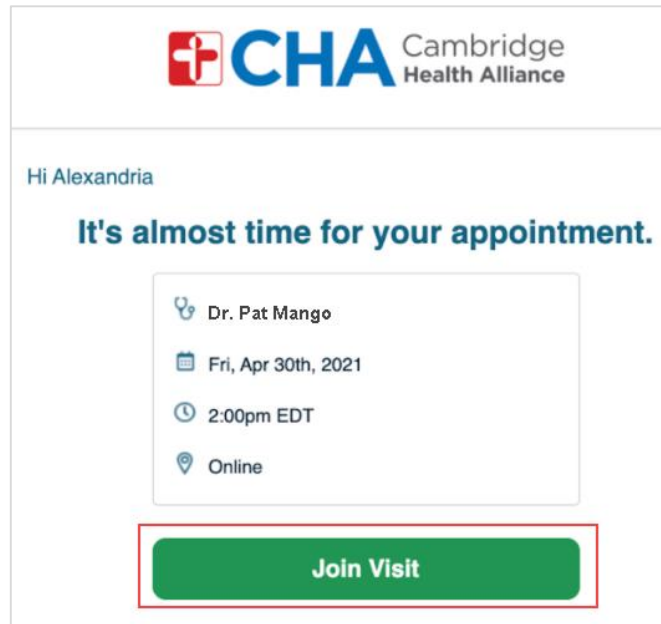 CHA Cambridge
Health Alliance
Hi Alexandria
It's almost time for your appointment.
Dr. Pat Mango
Fri, Apr 30th, 2021
2:00pm EDT
Online
Join Visit